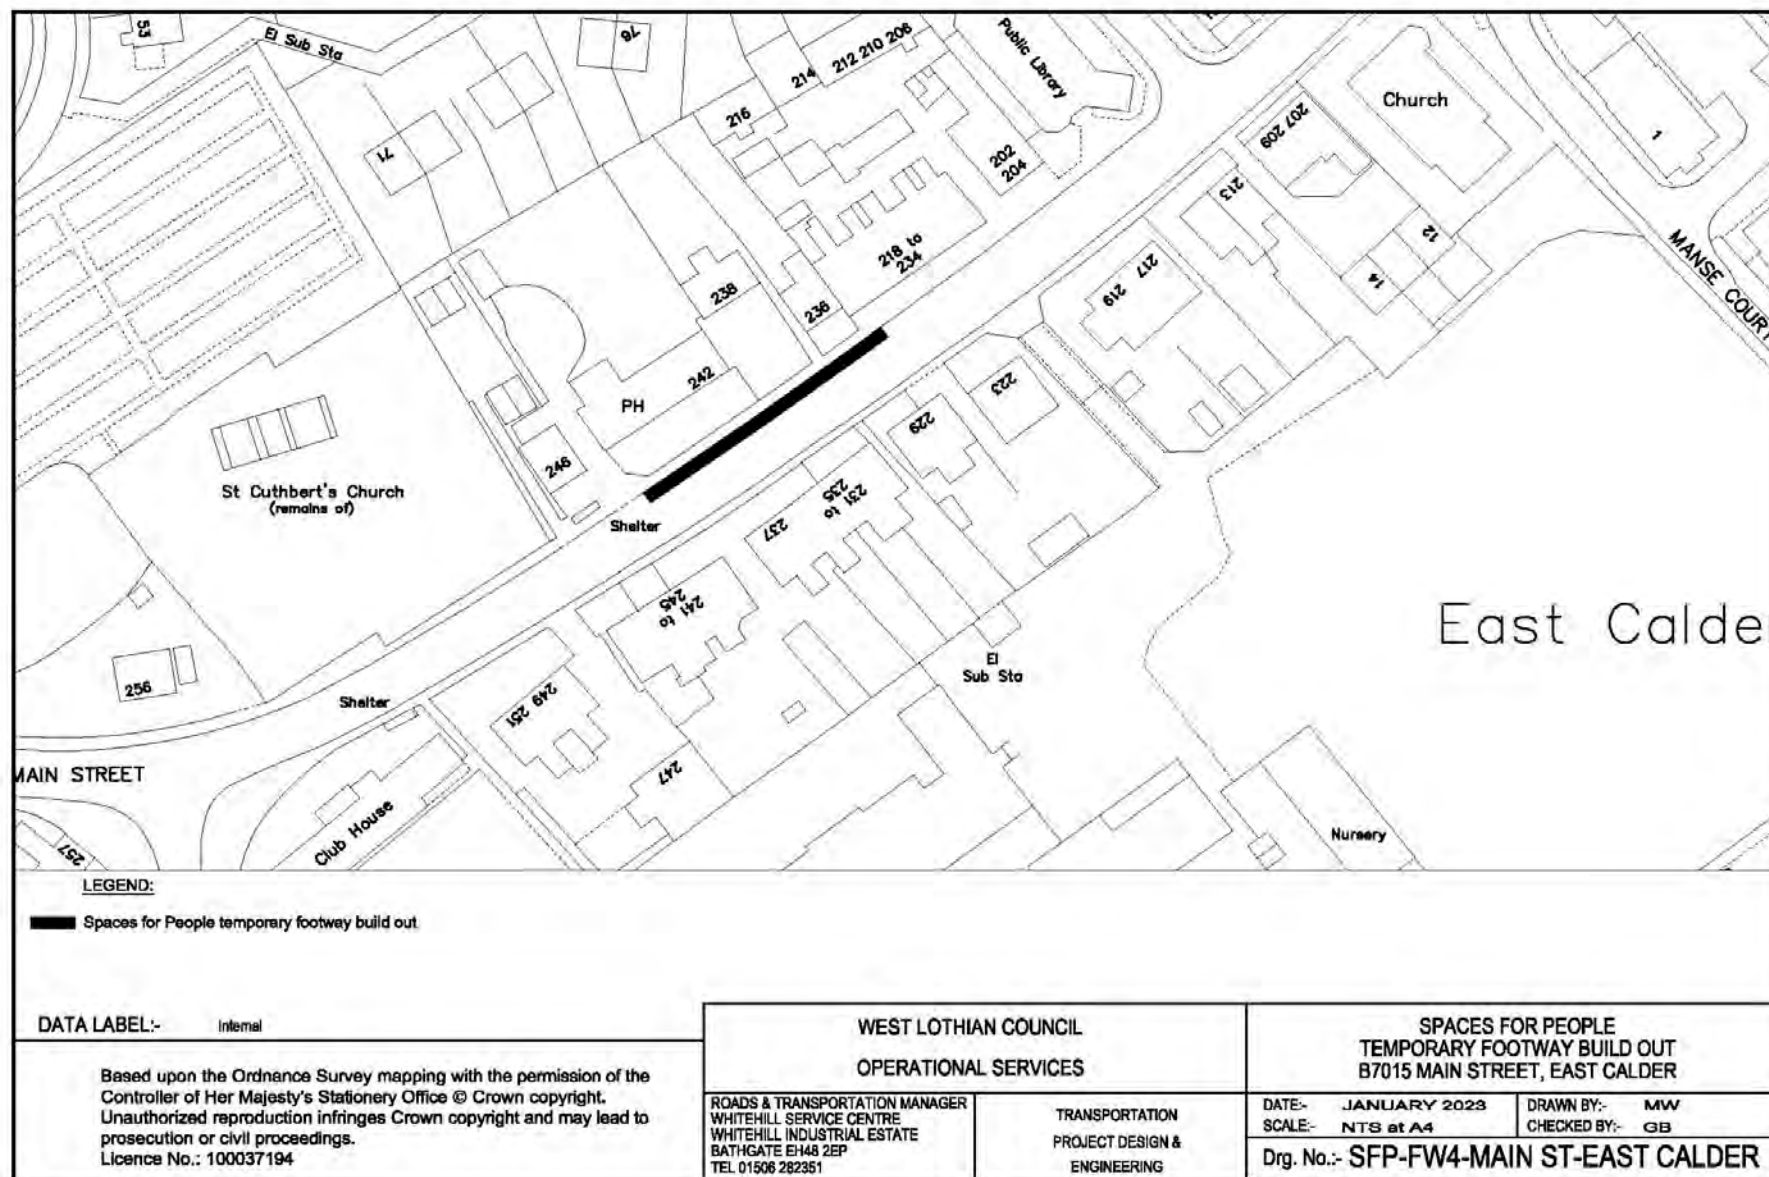 53
El Sub Sta
76
71
216
214
212 210 206
Public Library
202
204
218 to
234
236
238
242
PH
246
Shelter
St Cuthbert's Church
(remains of)
256
Shelter
MAIN STREET
257
Club House
249 251
247
241 to
245
237
231 to
235
229
223
219
217
213
207 209
Church
1
12
14
MANSE COURT
El
Sub Sta
Nursery
East Calde
LEGEND:
Spaces for People temporary footway build out
DATA LABEL:- Internal
Based upon the Ordnance Survey mapping with the permission of the
Controller of Her Majesty's Stationery Office © Crown copyright.
Unauthorized reproduction infringes Crown copyright and may lead to
prosecution or civil proceedings.
Licence No.: 100037194
WEST LOTHIAN COUNCIL
OPERATIONAL SERVICES
ROADS & TRANSPORTATION MANAGER
WHITEHILL SERVICE CENTRE
WHITEHILL INDUSTRIAL ESTATE
BATHGATE EH48 2EP
TEL 01506 282351
TRANSPORTATION
PROJECT DESIGN &
ENGINEERING
SPACES FOR PEOPLE
TEMPORARY FOOTWAY BUILD OUT
B7015 MAIN STREET, EAST CALDER
DATE:- JANUARY 2023
DRAWN BY:- MW
SCALE:- NTS at A4
CHECKED BY:- GB
Drg. No.:- SFP-FW4-MAIN ST-EAST CALDER